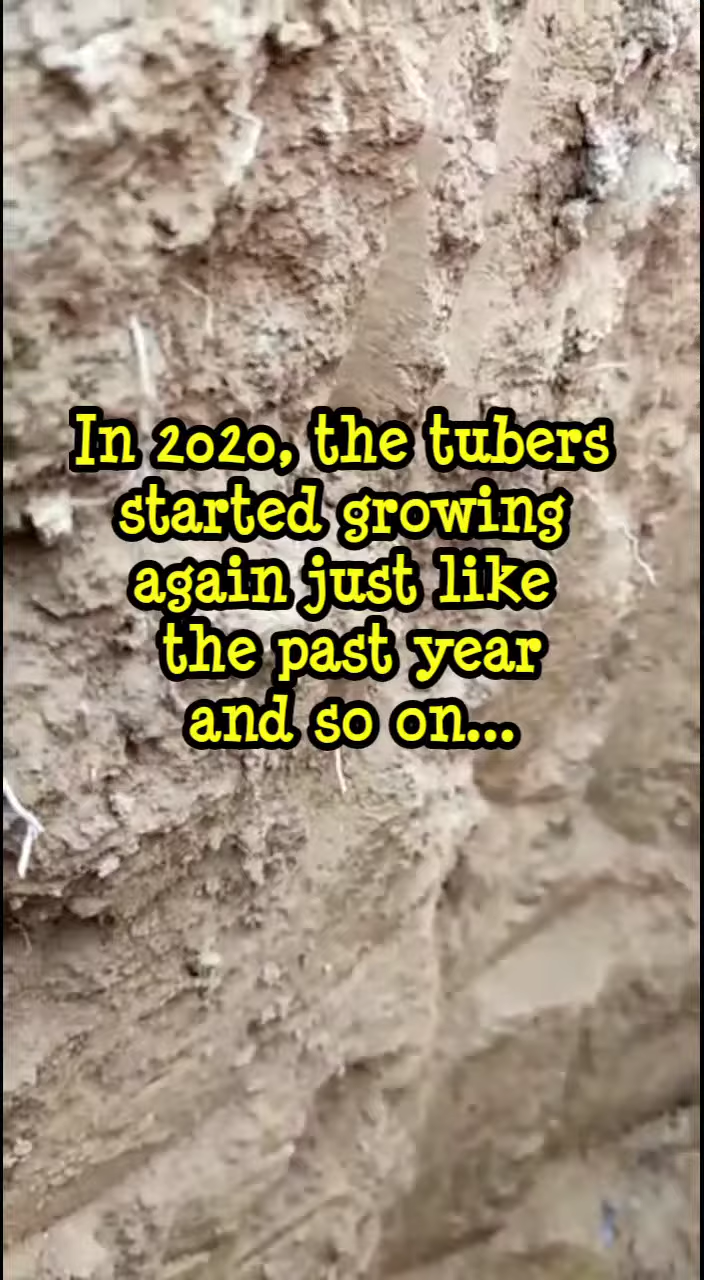 In 2020, the tubers
started growing
again just like
the past year
and so on...